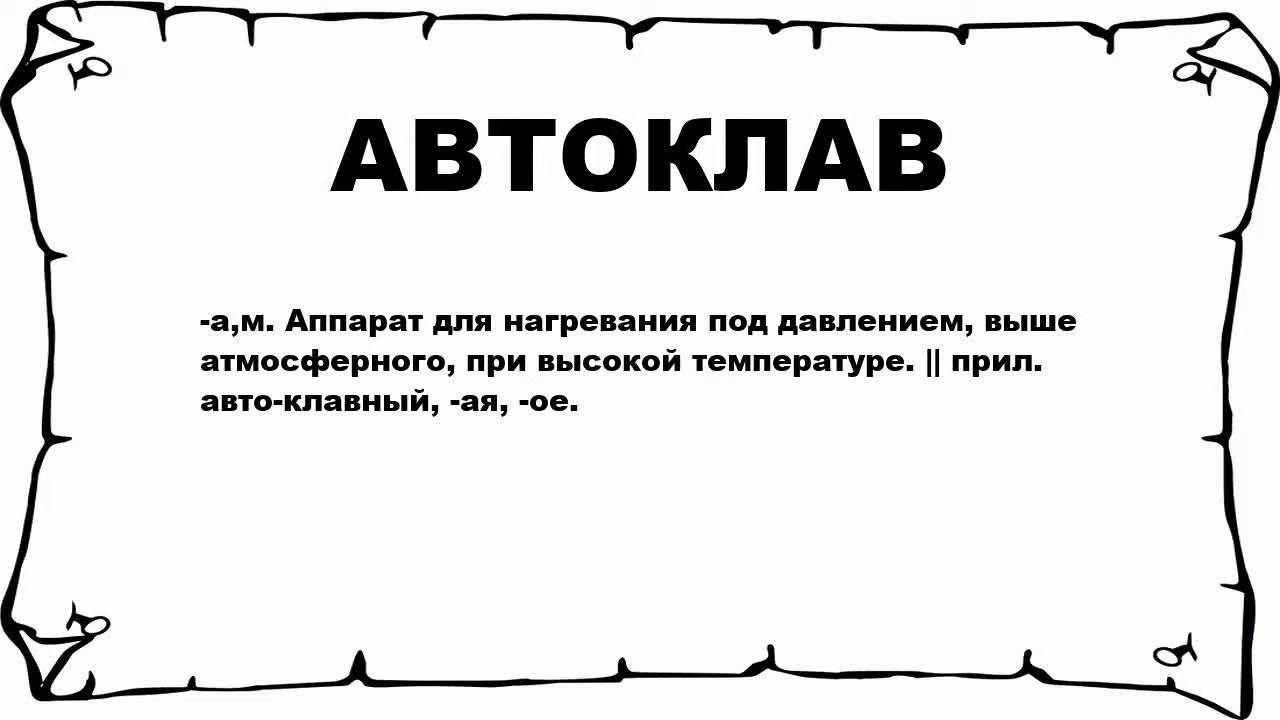 АВТОКЛАВ
-а,м. Аппарат для нагревания под давлением, выше
атмосферного, при высокой температуре. || прил.
авто-клавный, -ая, -ое.